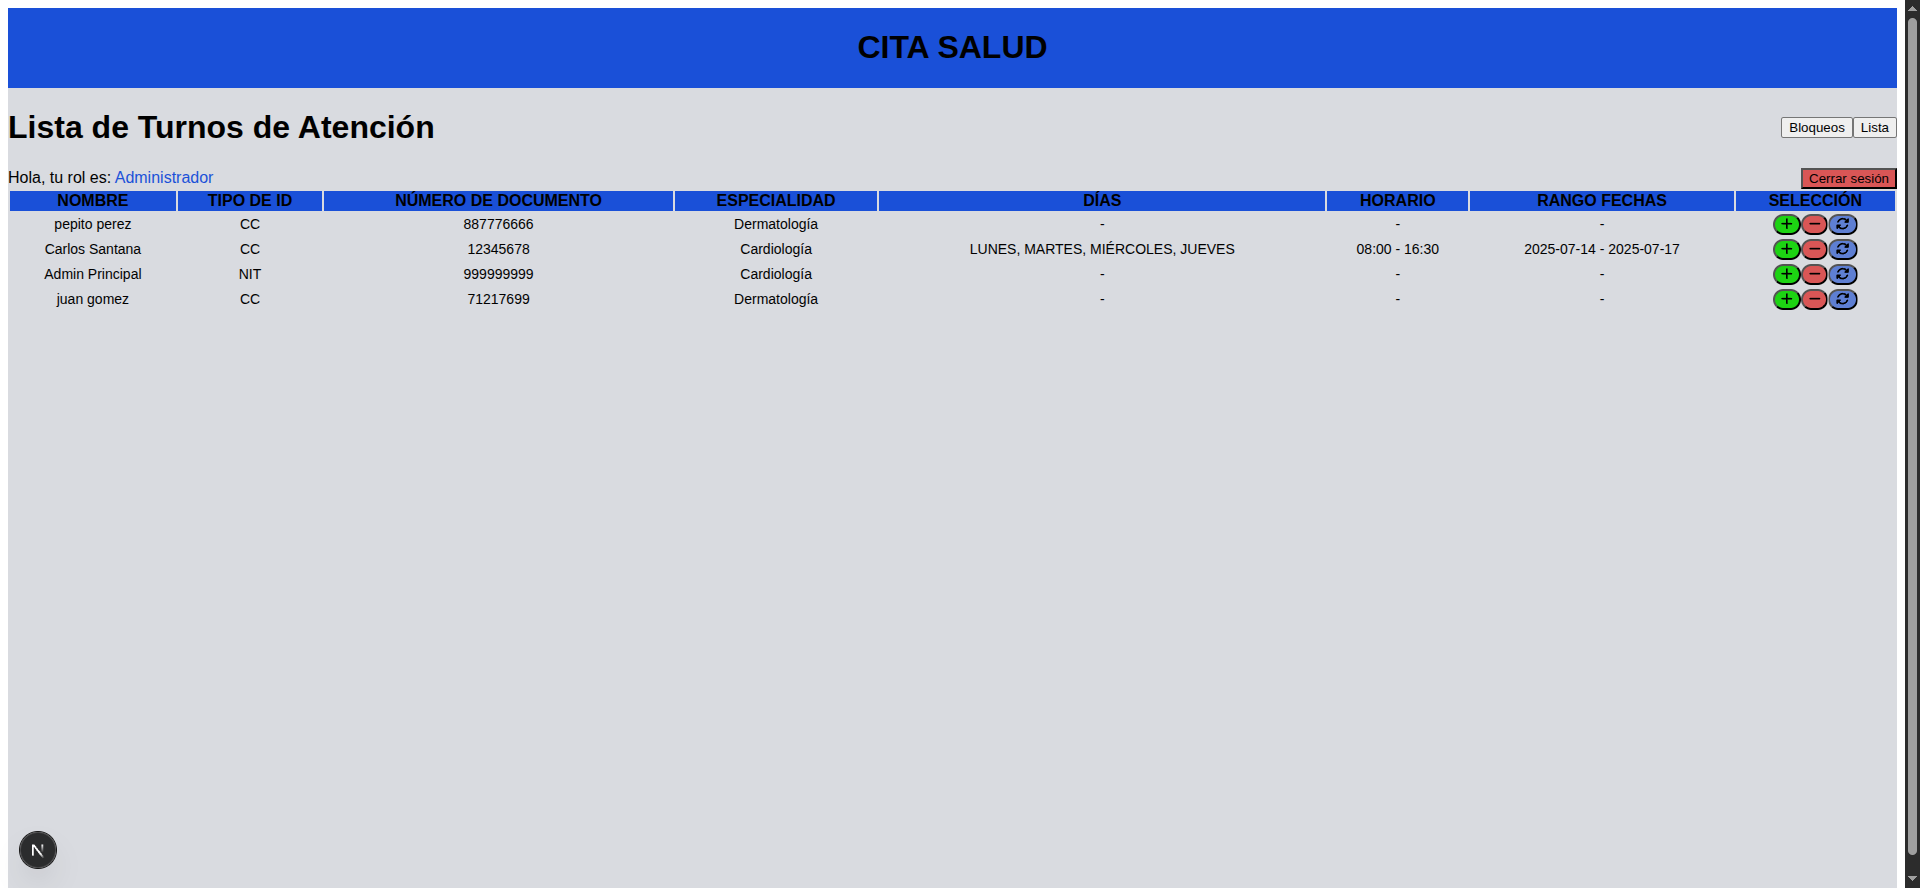 CITA SALUD
Lista de Turnos de Atención
Bloqueos Lista
Hola, tu rol es: Administrador
Cerrar sesión
NOMBRE TIPO DE ID NÚMERO DE DOCUMENTO ESPECIALIDAD DÍAS HORARIO RANGO FECHAS SELECCIÓN
pepito perez CC 887776666 Dermatología - - -
Carlos Santana CC 12345678 Cardiología LUNES, MARTES, MIÉRCOLES, JUEVES 08:00 - 16:30 2025-07-14 - 2025-07-17
Admin Principal NIT 999999999 Cardiología - - -
juan gomez CC 71217699 Dermatología - - -
N